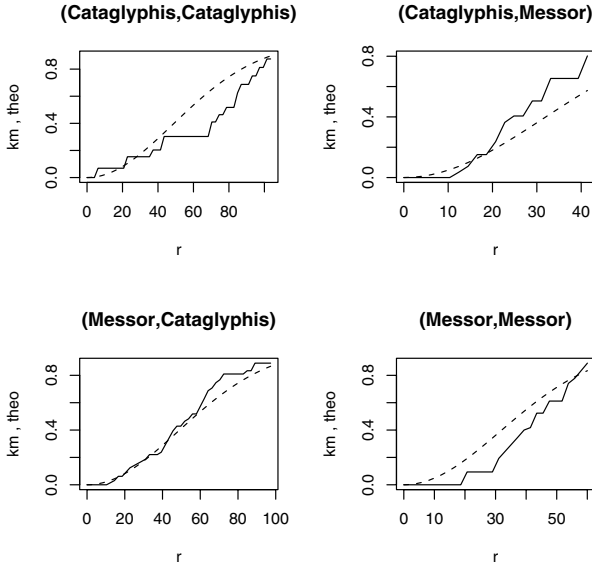 (Cataglyphis,Cataglyphis)
km , theo
0.0 0.4 0.8
0 20 40 60 80
r
(Cataglyphis,Messor)
km , theo
0.0 0.4 0.8
0 10 20 30 40
r
(Messor,Cataglyphis)
km , theo
0.0 0.4 0.8
0 20 40 60 80 100
r
(Messor,Messor)
km , theo
0.0 0.4 0.8
0 10 30 50
r